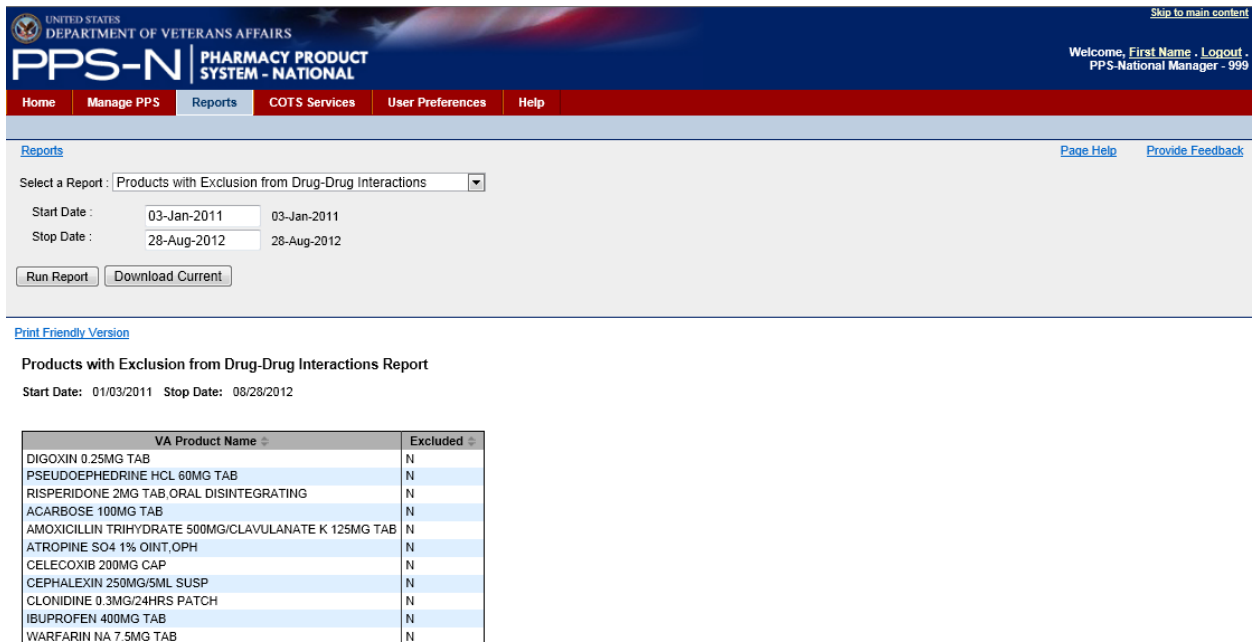 Skip to main content
UNITED STATES
DEPARTMENT OF VETERANS AFFAIRS
PPS-N PHARMACY PRODUCT
SYSTEM - NATIONAL
Welcome, First Name . Logout .
PPS-National Manager - 999
Home Manage PPS Reports COTS Services User Preferences Help
Reports Page Help Provide Feedback
Select a Report : Products with Exclusion from Drug-Drug Interactions
Start Date : 03-Jan-2011 03-Jan-2011
Stop Date : 28-Aug-2012 28-Aug-2012
Run Report Download Current
Print Friendly Version
Products with Exclusion from Drug-Drug Interactions Report
Start Date: 01/03/2011 Stop Date: 08/28/2012
VA Product Name Excluded
DIGOXIN 0.25MG TAB N
PSEUDOEPHEDRINE HCL 60MG TAB N
RISPERIDONE 2MG TAB,ORAL DISINTEGRATING N
ACARBOSE 100MG TAB N
AMOXICILLIN TRIHYDRATE 500MG/CLAVULANATE K 125MG TAB N
ATROPINE SO4 1% OINT,OPH N
CELECOXIB 200MG CAP N
CEPHALEXIN 250MG/5ML SUSP N
CLONIDINE 0.3MG/24HRS PATCH N
IBUPROFEN 400MG TAB N
WARFARIN NA 7.5MG TAB N